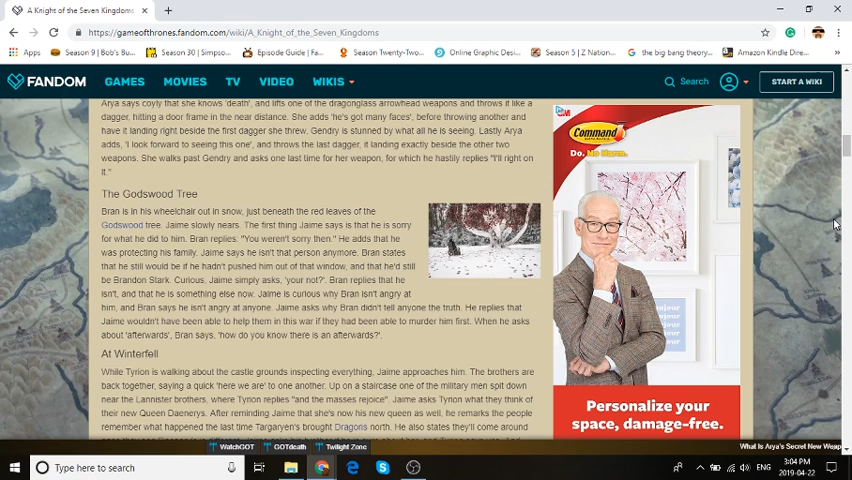 A Knight of the Seven Kingdoms
https://gameofthrones.fandom.com/wiki/A_Knight_of_the_Seven_Kingdoms
Apps
Season 9 | Bob's Bu...
Season 30 | Simpso...
Episode Guide | Fa...
Season Twenty-Two...
Online Graphic Desi...
Season 5 | Z Nation...
the big bang theory...
Amazon Kindle Dire...
FANDOM
GAMES
MOVIES
TV
VIDEO
WIKIS
Search
START A WIKI
Arya says coyly that she knows 'death', and lifts one of the dragonglass arrowhead weapons and throws it like a
dagger, hitting a door frame in the near distance. She adds 'he's got many faces', before throwing another and
have it landing right beside the first dagger she threw. Gendry is stunned by what all he is seeing. Lastly Arya
adds, 'I look forward to seeing this one', and throws the last dagger, it landing exactly beside the other two
weapons. She walks past Gendry and asks one last time for her weapon, for which he hastily replies "I'll right on
it."
The Godswood Tree
Bran is in his wheelchair out in snow, just beneath the red leaves of the
Godswood tree. Jaime slowly nears. The first thing Jaime says is that he is sorry
for what he did to him. Bran replies: "You weren't sorry then." He adds that he
was protecting his family. Jaime says he isn't that person anymore. Bran states
that he still would be if he hadn't pushed him out of that window, and that he'd still
be Brandon Stark. Curious, Jaime simply asks, 'your not?'. Bran replies that he
isn't, and that he is something else now. Jaime is curious why Bran isn't angry at
him, and Bran says he isn't angry at anyone. Jaime asks why Bran didn't tell anyone the truth. He replies that
Jaime wouldn't have been able to help them in this war if they had been able to murder him first. When he asks
about 'afterwards', Bran says, 'how do you know there is an afterwards?'.
At Winterfell
While Tyrion is walking about the castle grounds inspecting everything, Jaime approaches him. The brothers are
back together, saying a quick 'here we are' to one another. Up on a staircase one of the military men spit down
near the Lannister brothers, where Tyrion replies "and the masses rejoice". Jaime asks Tyrion what they think of
their new Queen Daenerys. After reminding Jaime that she's now his new queen as well, he remarks the people
remember what happened the last time Targaryen's brought Dragons north. He also states they'll come around
3M
Command
Do. No Harm.
Personalize your
space, damage-free.
WatchGOT
GOTdeath
Twilight Zone
What Is Arya's Secret New Weap
Type here to search
ENG
3:04 PM
2019-04-22